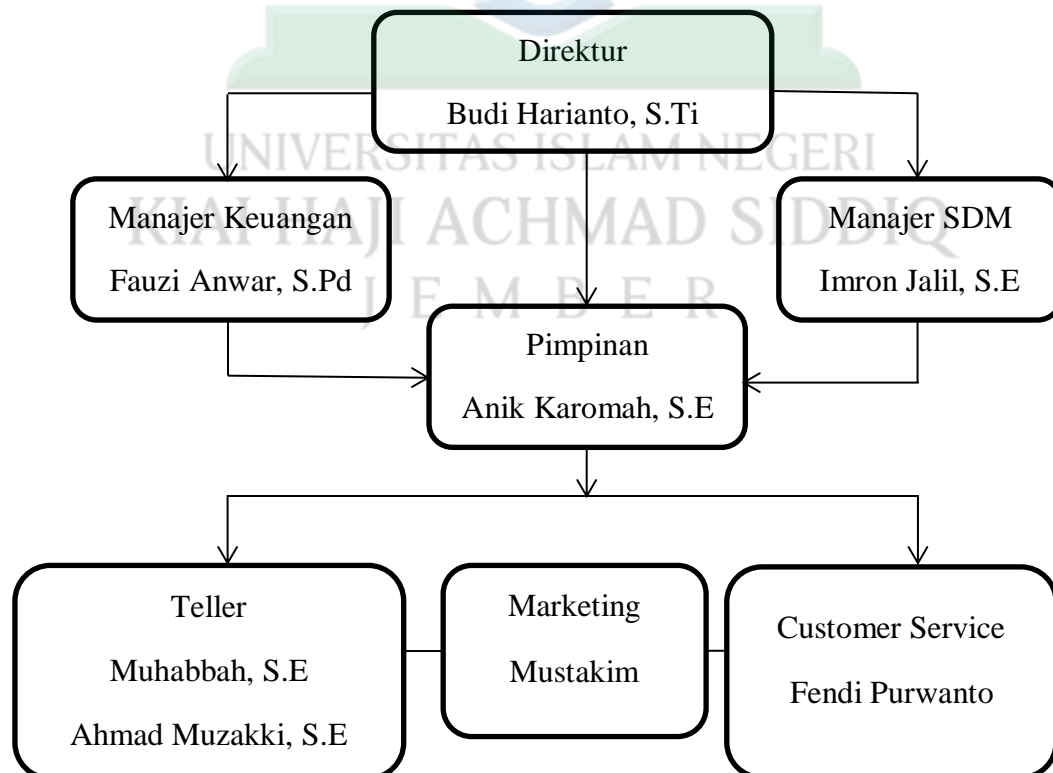 Direktur
Budi Harianto, S.Ti
UNIVERSITAS ISLAM NEGERI
KIAI HAJI ACHMAD SIDDIQ
JEMBER
Manajer Keuangan
Fauzi Anwar, S.Pd
Manajer SDM
Imron Jalil, S.E
Pimpinan
Anik Karomah, S.E
Teller
Muhabbah, S.E
Ahmad Muzakki, S.E
Marketing
Mustakim
Customer Service
Fendi Purwanto